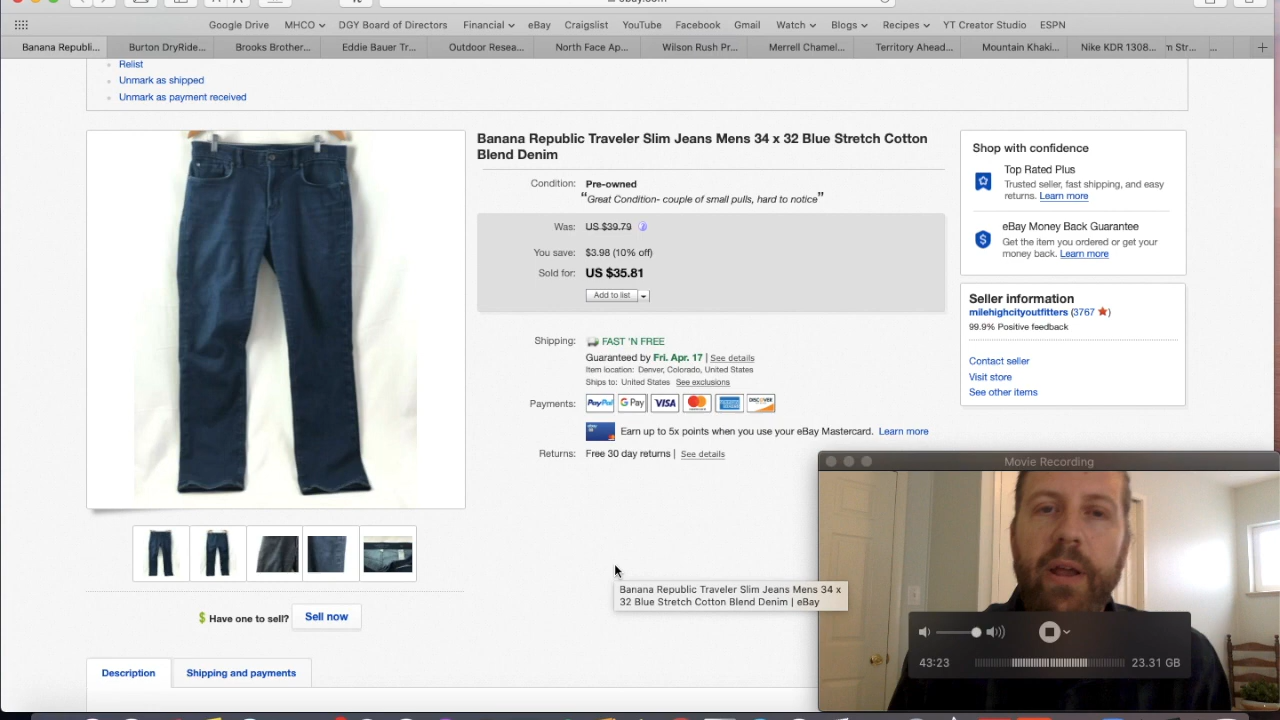 ebay.com
Google Drive MHCO DGY Board of Directors Financial eBay Craigslist YouTube Facebook Gmail Watch Blogs Recipes YT Creator Studio ESPN
Banana Republi... Burton DryRide... Brooks Brother... Eddie Bauer Tr... Outdoor Resea... North Face Ap... Wilson Rush Pr... Merrell Chamel... Territory Ahead... Mountain Khaki... Nike KDR 1308... m Str... ...
Relist
Unmark as shipped
Unmark as payment received
Banana Republic Traveler Slim Jeans Mens 34 x 32 Blue Stretch Cotton
Blend Denim
Condition: Pre-owned
“Great Condition- couple of small pulls, hard to notice”
Was: US $39.79
You save: $3.98 (10% off)
Sold for: US $35.81
Add to list
Shipping: FAST 'N FREE
Guaranteed by Fri. Apr. 17 | See details
Item location: Denver, Colorado, United States
Ships to: United States See exclusions
Payments: PayPal G Pay VISA MasterCard DISCOVER
Earn up to 5x points when you use your eBay Mastercard. Learn more
Returns: Free 30 day returns | See details
Shop with confidence
Top Rated Plus
Trusted seller, fast shipping, and easy
returns. Learn more
eBay Money Back Guarantee
Get the item you ordered or get your
money back. Learn more
Seller information
milehighcityoutfitters (3767)
99.9% Positive feedback
Contact seller
Visit store
See other items
Have one to sell? Sell now
Banana Republic Traveler Slim Jeans Mens 34 x
32 Blue Stretch Cotton Blend Denim | eBay
Description Shipping and payments
Movie Recording
43:23 23.31 GB